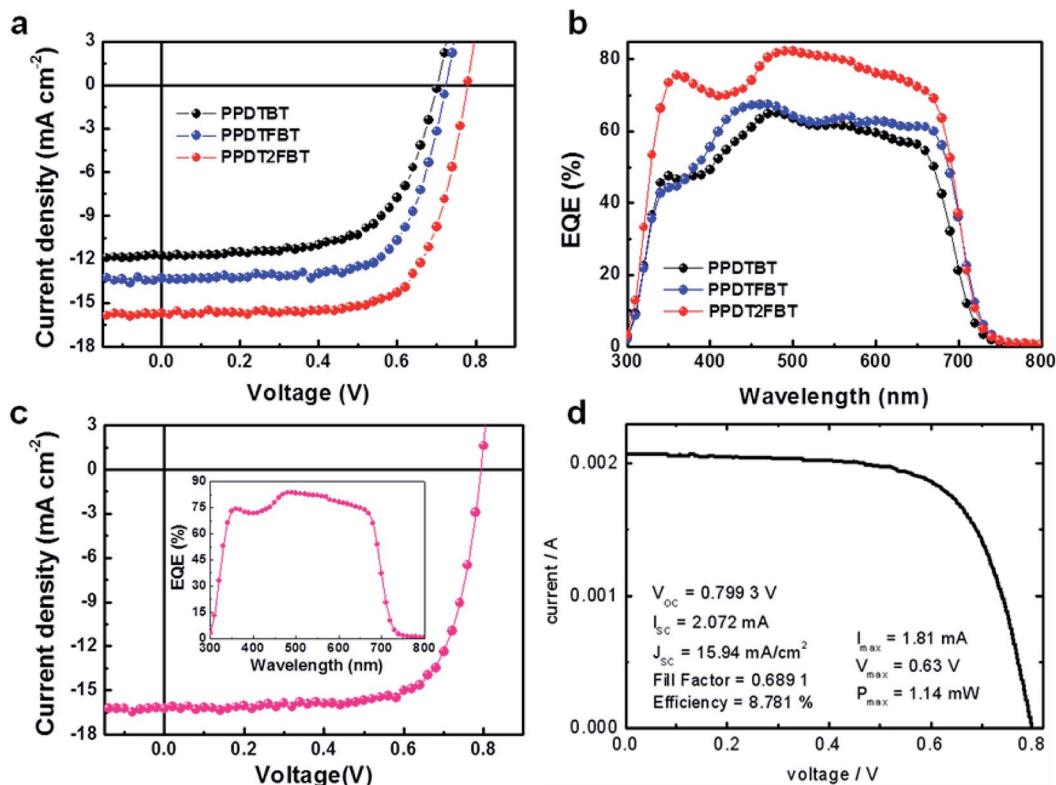 a
Current density (mA cm-2)
3
0
-3
-6
-9
-12
-15
-18
PPDTBT
PPDTFBT
PPDT2FBT
0.0 0.2 0.4 0.6 0.8
Voltage (V)
b
EQE (%)
80
60
40
20
0
PPDTBT
PPDTFBT
PPDT2FBT
300 400 500 600 700 800
Wavelength (nm)
c
Current density (mA cm-2)
3
0
-3
-6
-9
-12
-15
-18
EQE (%)
90
75
60
45
30
15
0
300 400 500 600 700 800
Wavelength (nm)
0.0 0.2 0.4 0.6 0.8
Voltage(V)
d
current / A
0.002
0.001
0.000
Voc = 0.799 3 V
Isc = 2.072 mA
Jsc = 15.94 mA/cm2
Fill Factor = 0.689 1
Efficiency = 8.781 %
Imax = 1.81 mA
Vmax = 0.63 V
Pmax = 1.14 mW
0.0 0.2 0.4 0.6 0.8
voltage / V